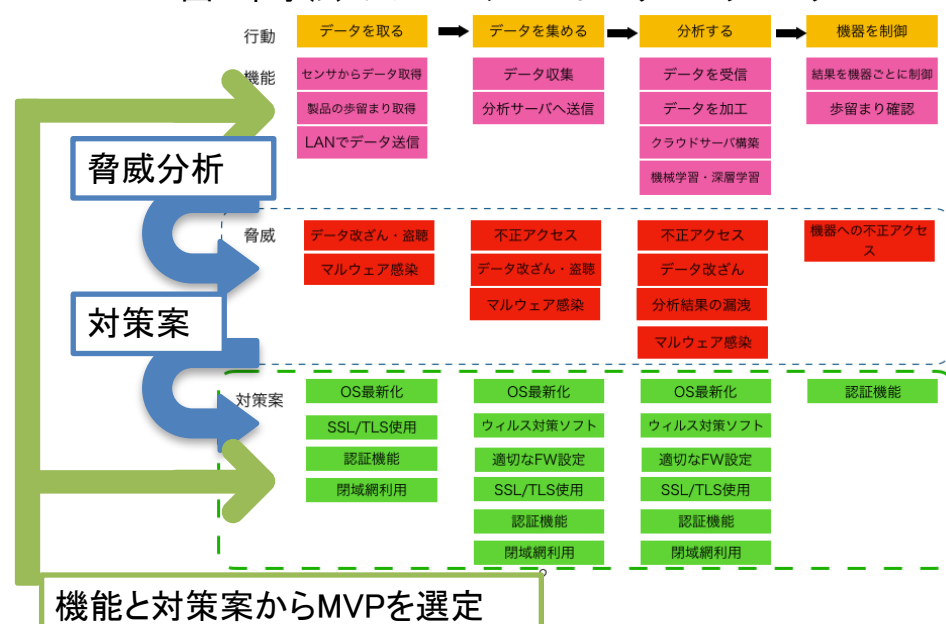 行動
データを取る
データを集める
分析する
機器を制御
機能
センサからデータ取得
データ収集
データを受信
結果を機器ごとに制御
製品の歩留まり取得
分析サーバへ送信
データを加工
歩留まり確認
LANでデータ送信
クラウドサーバ構築
機械学習・深層学習
脅威分析
脅威
データ改ざん・盗聴
不正アクセス
不正アクセス
機器への不正アクセ
ス
マルウェア感染
データ改ざん・盗聴
データ改ざん
マルウェア感染
分析結果の漏洩
マルウェア感染
対策案
対策案
OS最新化
OS最新化
OS最新化
認証機能
SSL/TLS使用
ウィルス対策ソフト
ウィルス対策ソフト
認証機能
適切なFW設定
適切なFW設定
閉域網利用
SSL/TLS使用
SSL/TLS使用
認証機能
認証機能
閉域網利用
閉域網利用
機能と対策案からMVPを選定